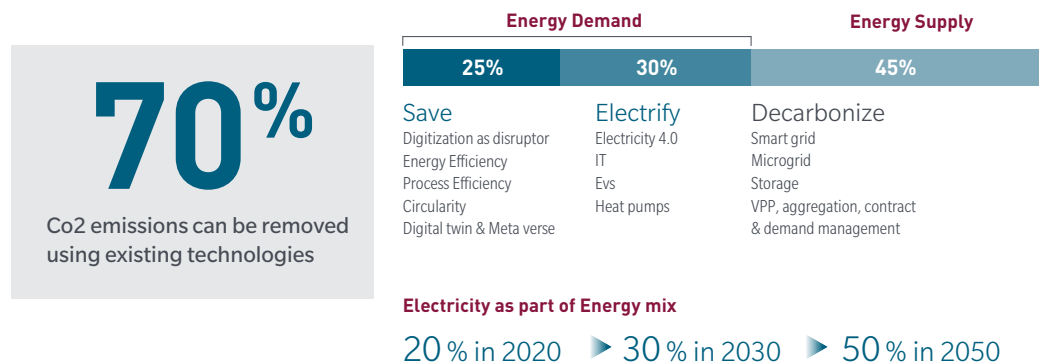 70%
Co2 emissions can be removed
using existing technologies
Energy Demand
Energy Supply
25%
30%
45%
Save
Digitization as disruptor
Energy Efficiency
Process Efficiency
Circularity
Digital twin & Meta verse
Electrify
Electricity 4.0
IT
Evs
Heat pumps
Decarbonize
Smart grid
Microgrid
Storage
VPP, aggregation, contract
& demand management
Electricity as part of Energy mix
20 % in 2020 30 % in 2030 50 % in 2050